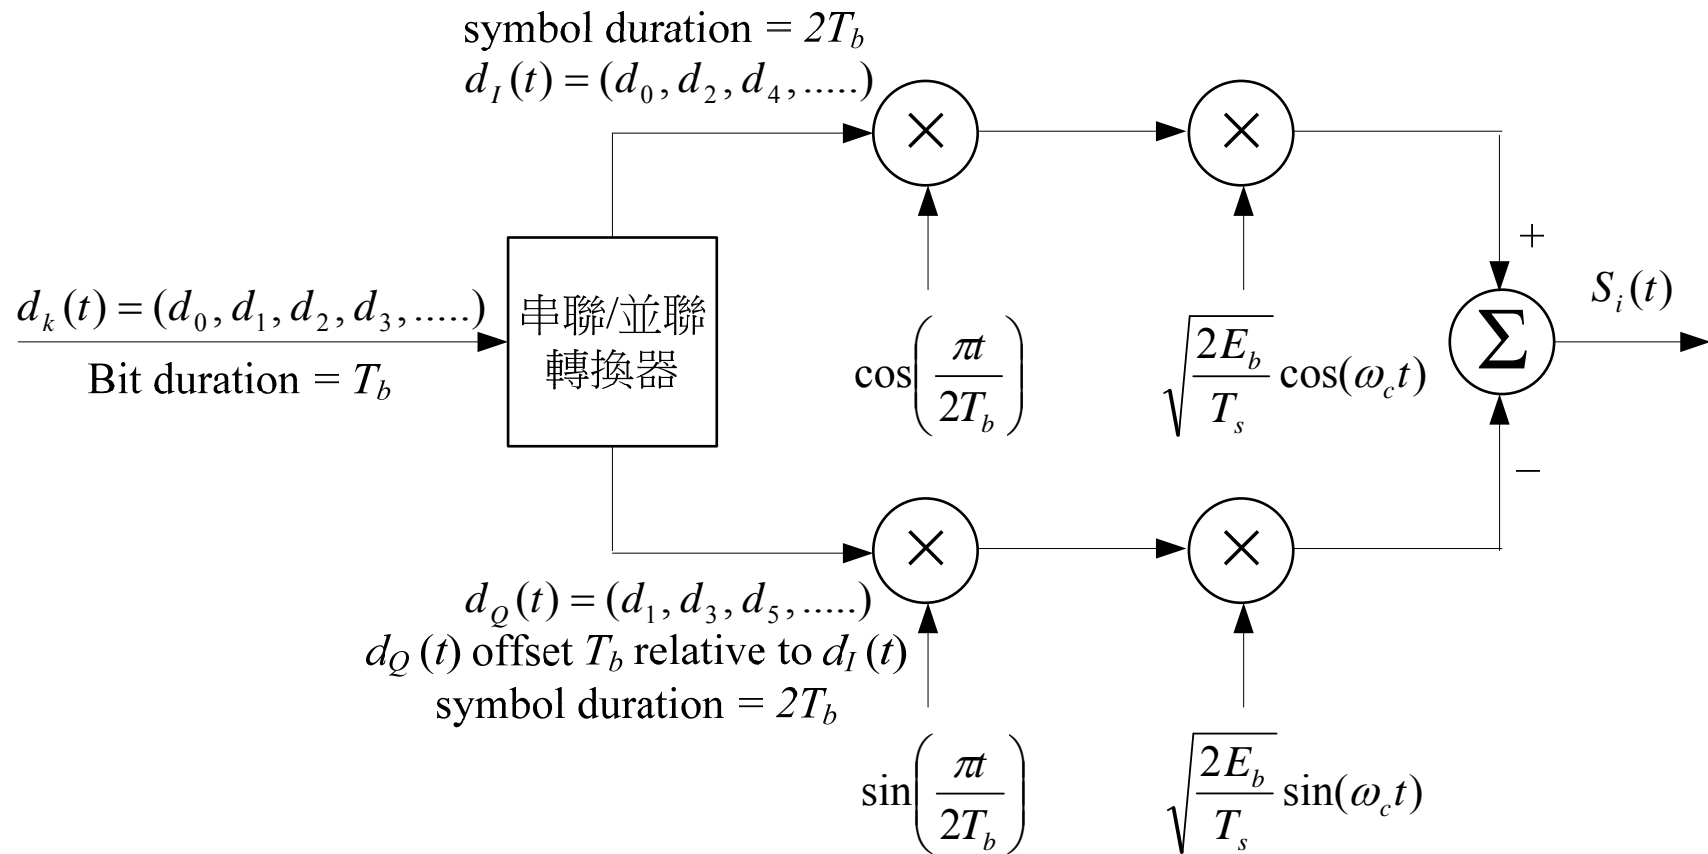 symbol duration = 2T_b
d_I(t) = (d_0, d_2, d_4, .....)
×
×
+
S_i(t)
d_k(t) = (d_0, d_1, d_2, d_3, .....)
Bit duration = T_b
串聯/並聯
轉換器
cos(πt/2T_b)
√(2E_b/T_s) cos(ω_c t)
Σ
−
×
×
d_Q(t) = (d_1, d_3, d_5, .....)
d_Q (t) offset T_b relative to d_I (t)
symbol duration = 2T_b
sin(πt/2T_b)
√(2E_b/T_s) sin(ω_c t)